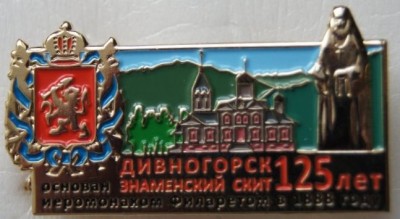 ДИВНОГОРСК
ЗНАМЕНСКИЙ СКИТ 125 лет
основан
иеромонахом Филаретом в 1888 году